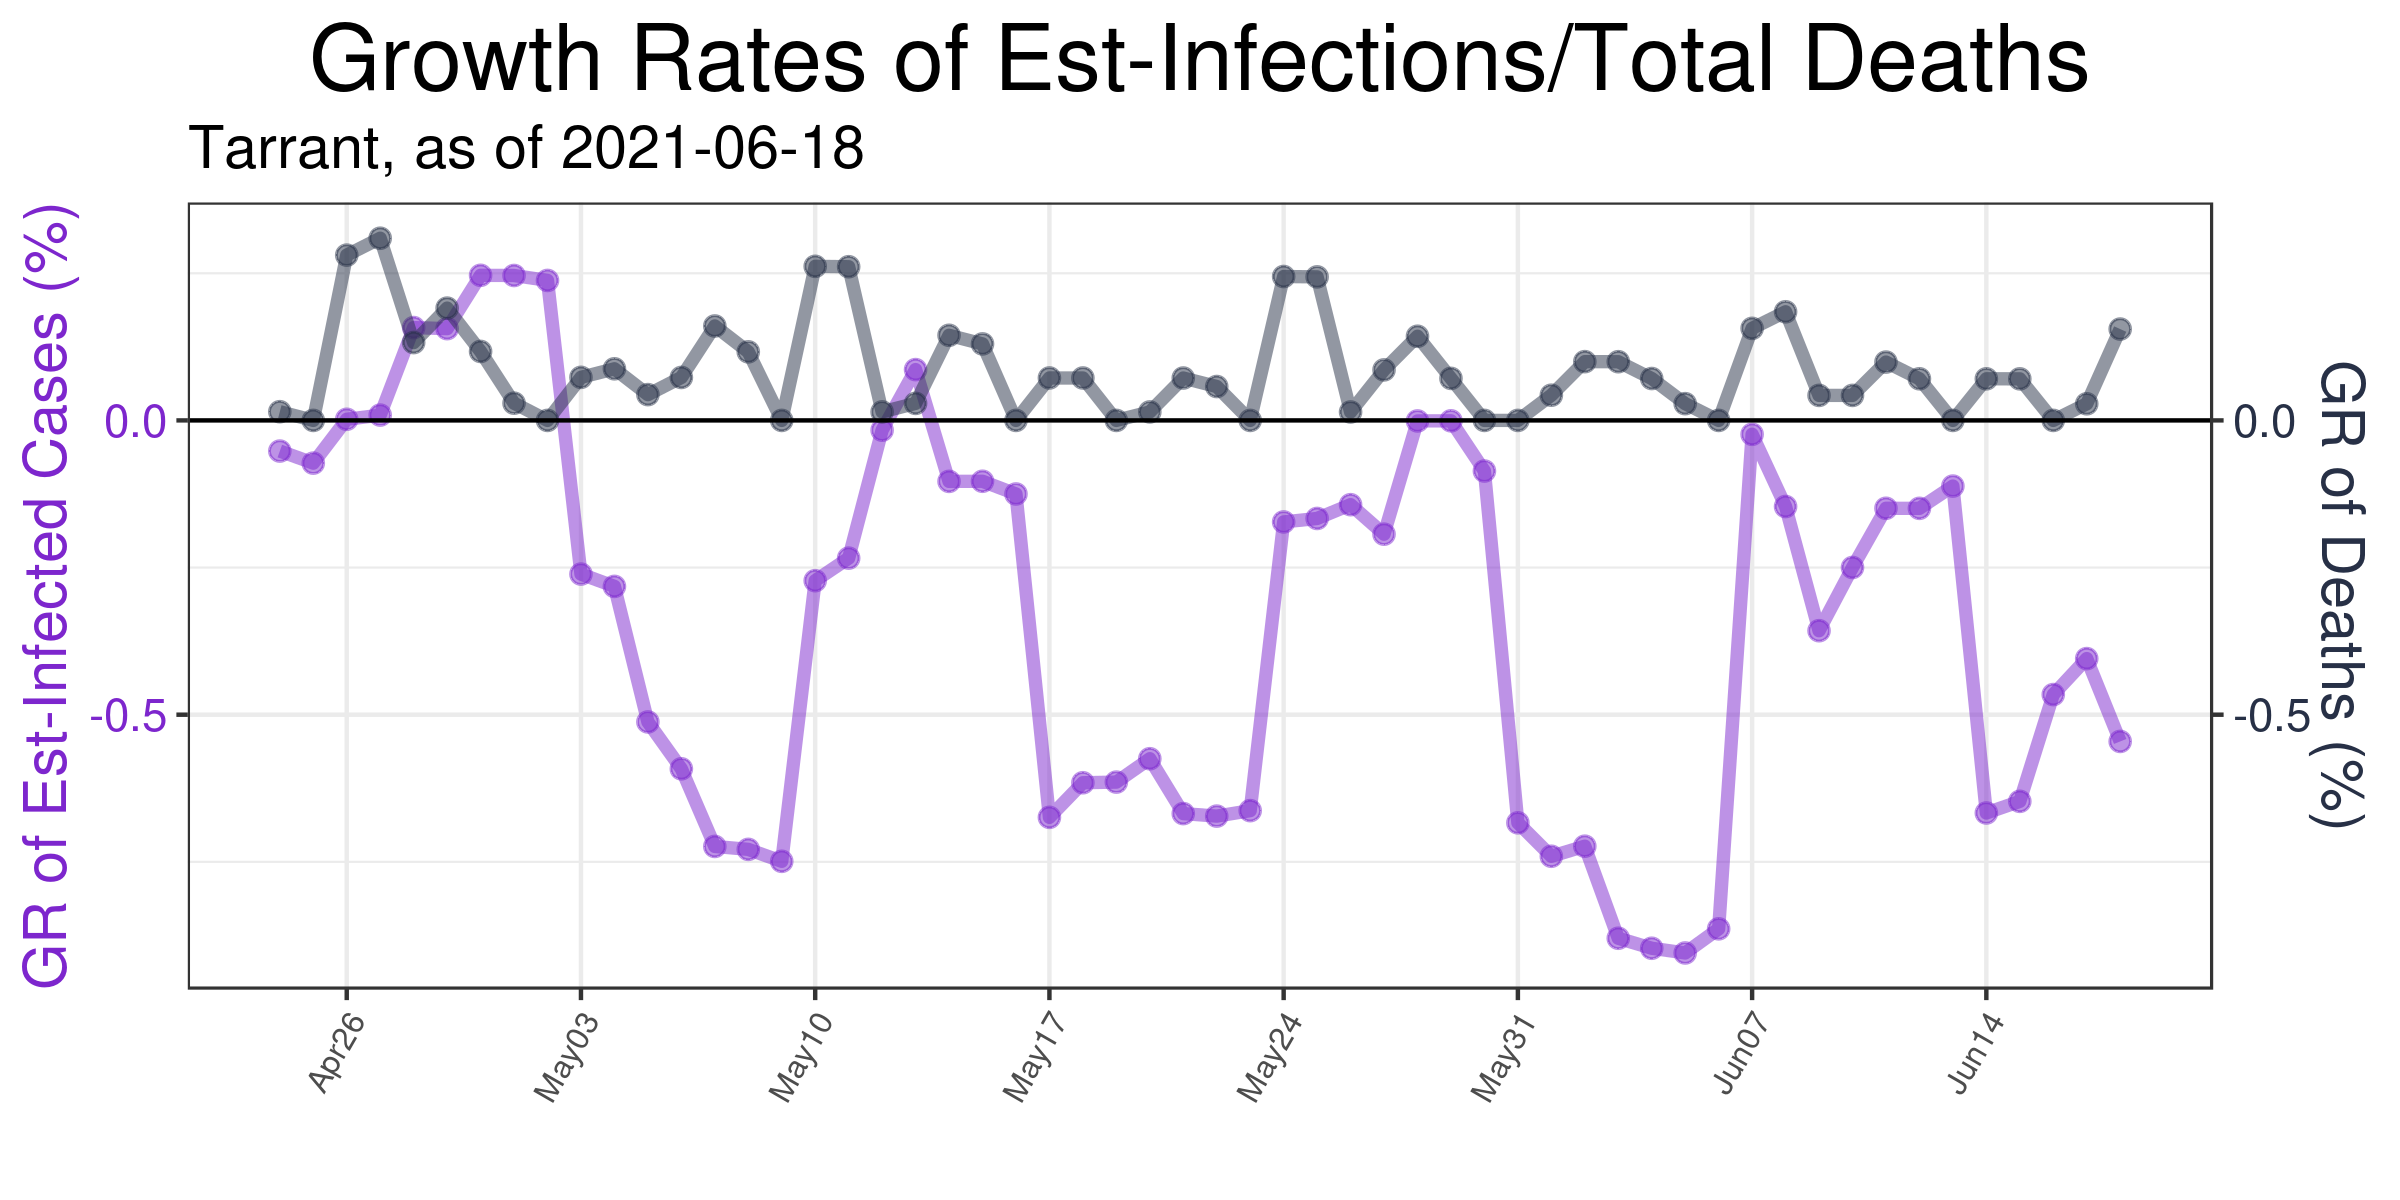 Growth Rates of Est-Infections/Total Deaths
Tarrant, as of 2021-06-18
GR of Est-Infected Cases (%)
0.0
-0.5
0.0
-0.5
GR of Deaths (%)
Apr26
May03
May10
May17
May24
May31
Jun07
Jun14